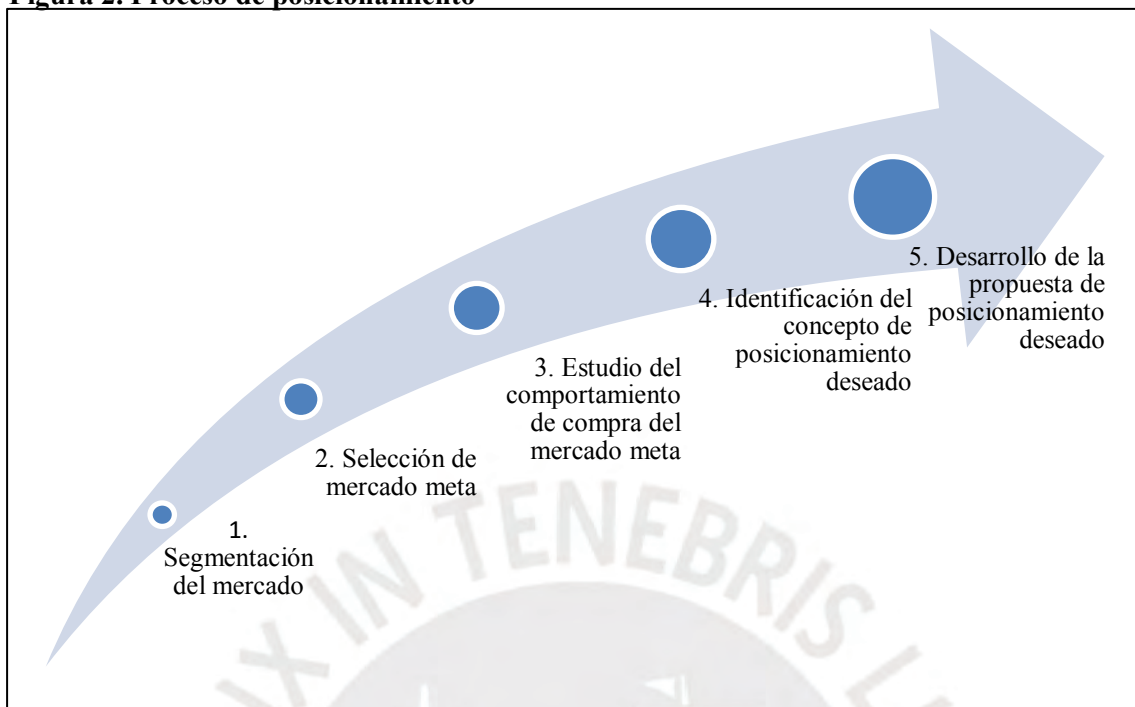 Figura 2. Proceso de posicionamiento
1.
Segmentación
del mercado
2. Selección de
mercado meta
3. Estudio del
comportamiento
de compra del
mercado meta
4. Identificación del
concepto de
posicionamiento
deseado
5. Desarrollo de la
propuesta de
posicionamiento
deseado
IN TENEBRIS